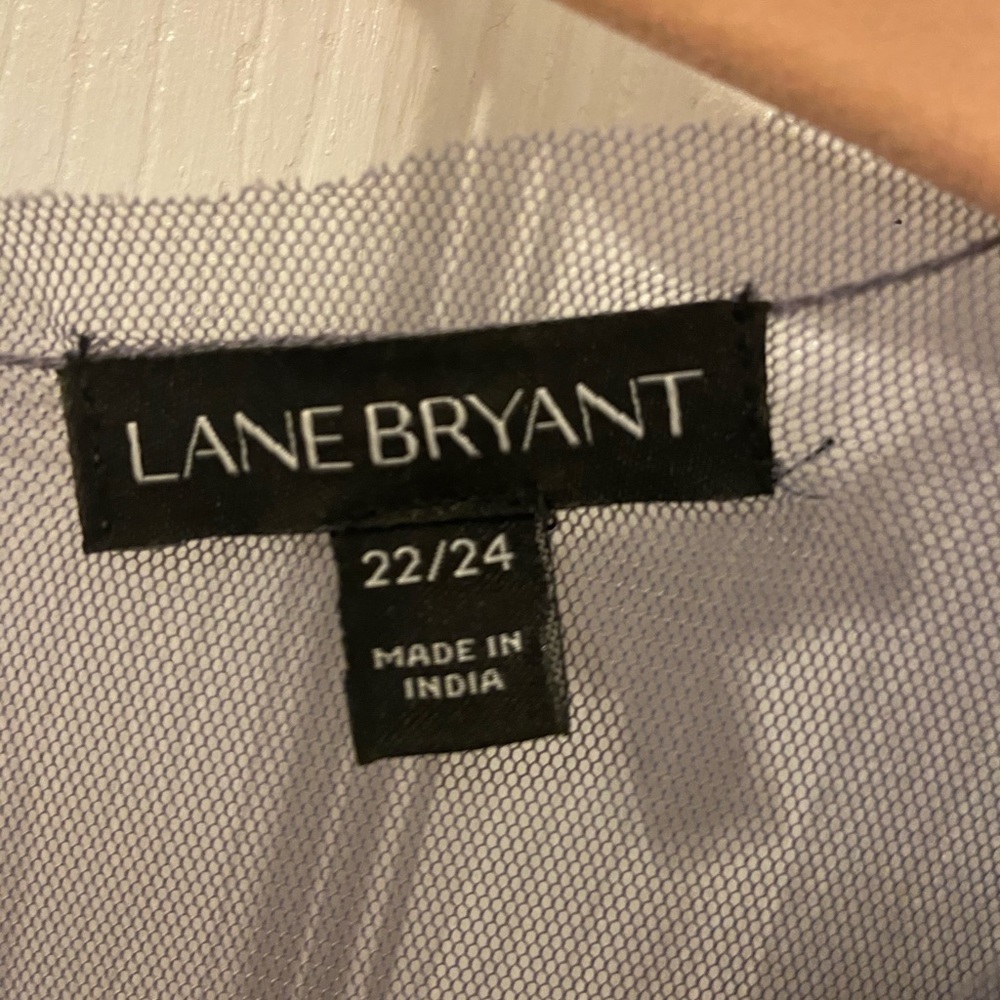 LANE BRYANT
22/24
MADE IN
INDIA